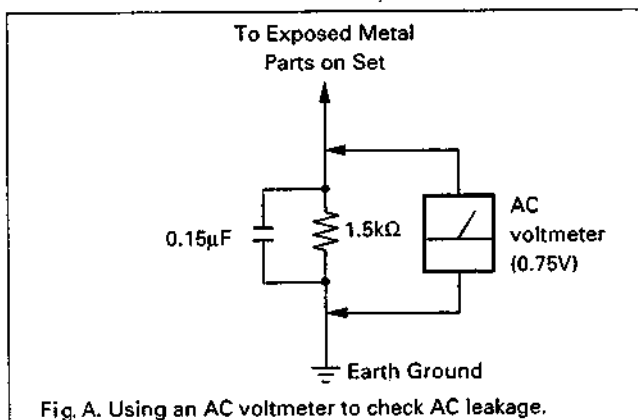 To Exposed Metal
Parts on Set
0.15μF
1.5kΩ
AC
voltmeter
(0.75V)
Earth Ground
Fig. A. Using an AC voltmeter to check AC leakage.